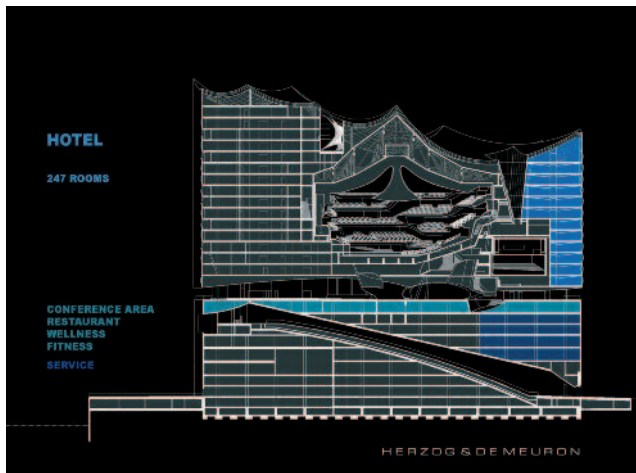 HOTEL
247 ROOMS
CONFERENCE AREA
RESTAURANT
WELLNESS
FITNESS
SERVICE
HERZOG & DE MEURON